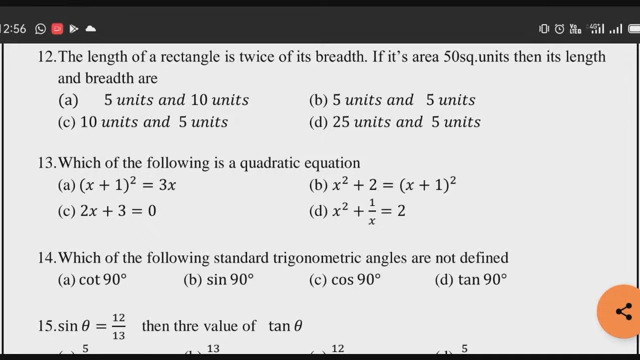 12:56
12.The length of a rectangle is twice of its breadth. If it's area 50sq.units then its length
and breadth are
(a) 5 units and 10 units (b) 5 units and 5 units
(c) 10 units and 5 units (d) 25 units and 5 units
13.Which of the following is a quadratic equation
(a) (x + 1)² = 3x (b) x² + 2 = (x + 1)²
(c) 2x + 3 = 0 (d) x² + 1/x = 2
14.Which of the following standard trigonometric angles are not defined
(a) cot 90° (b) sin 90° (c) cos 90° (d) tan 90°
15.sin θ = 12/13 then thre value of tan θ
5 13 12 5